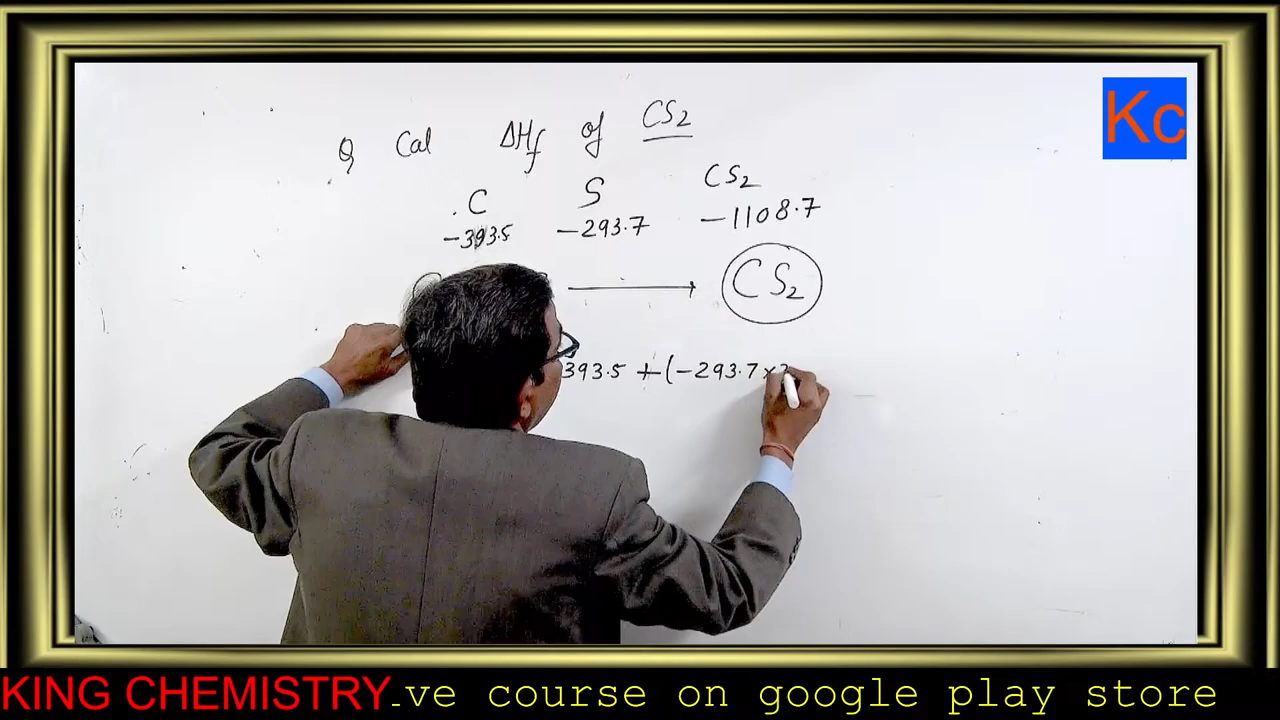 Kc
Q Cal ΔHf of CS2
C S CS2
-393.5 -293.7 -1108.7
→ CS2
393.5 + (-293.7 ×
KING CHEMISTRY ve course on google play store